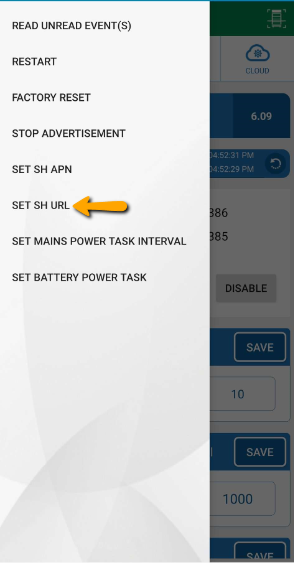 READ UNREAD EVENT(S)
RESTART
FACTORY RESET
CLOUD
STOP ADVERTISEMENT
6.09
SET SH APN
04:52:31 PM
04:52:29 PM
SET SH URL
386
385
SET MAINS POWER TASK INTERVAL
SET BATTERY POWER TASK
DISABLE
SAVE
10
SAVE
1000
SAVE